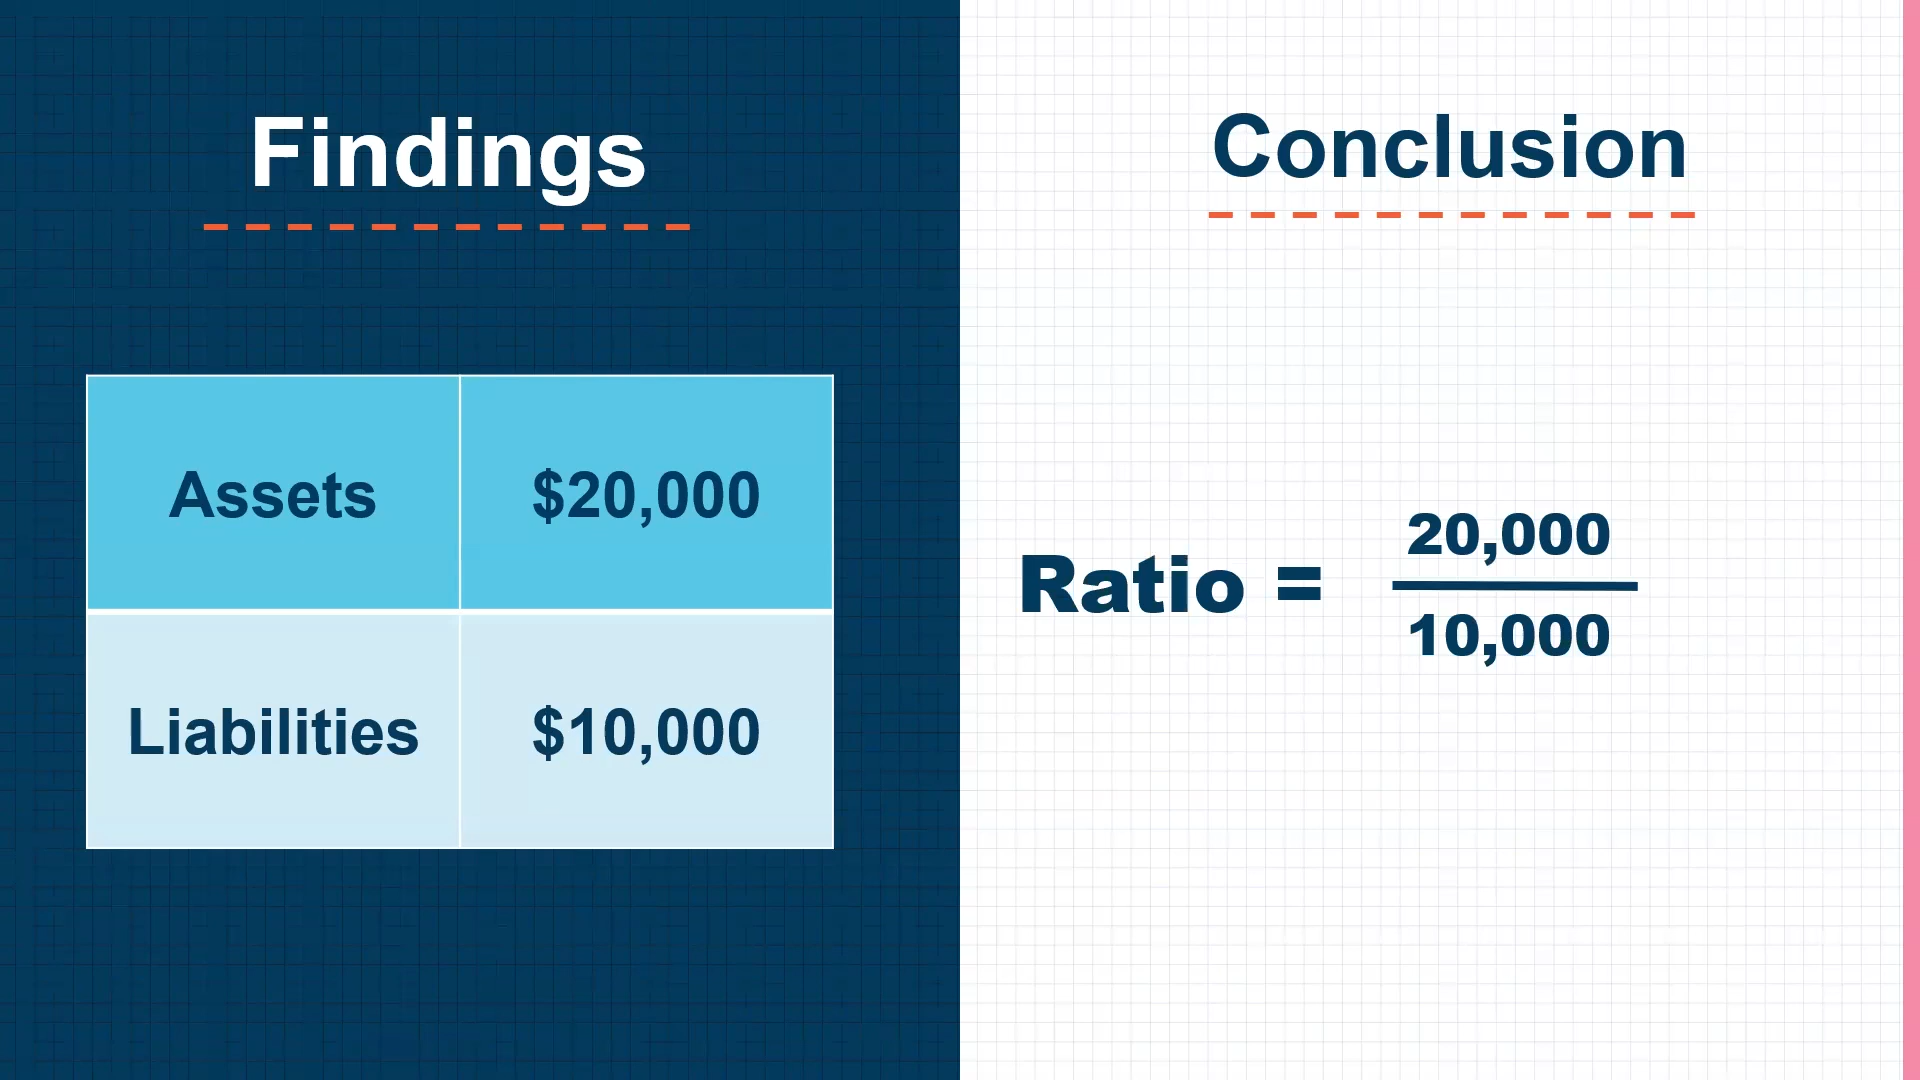 Findings
Assets $20,000
Liabilities $10,000
Conclusion
Ratio = 20,000
10,000